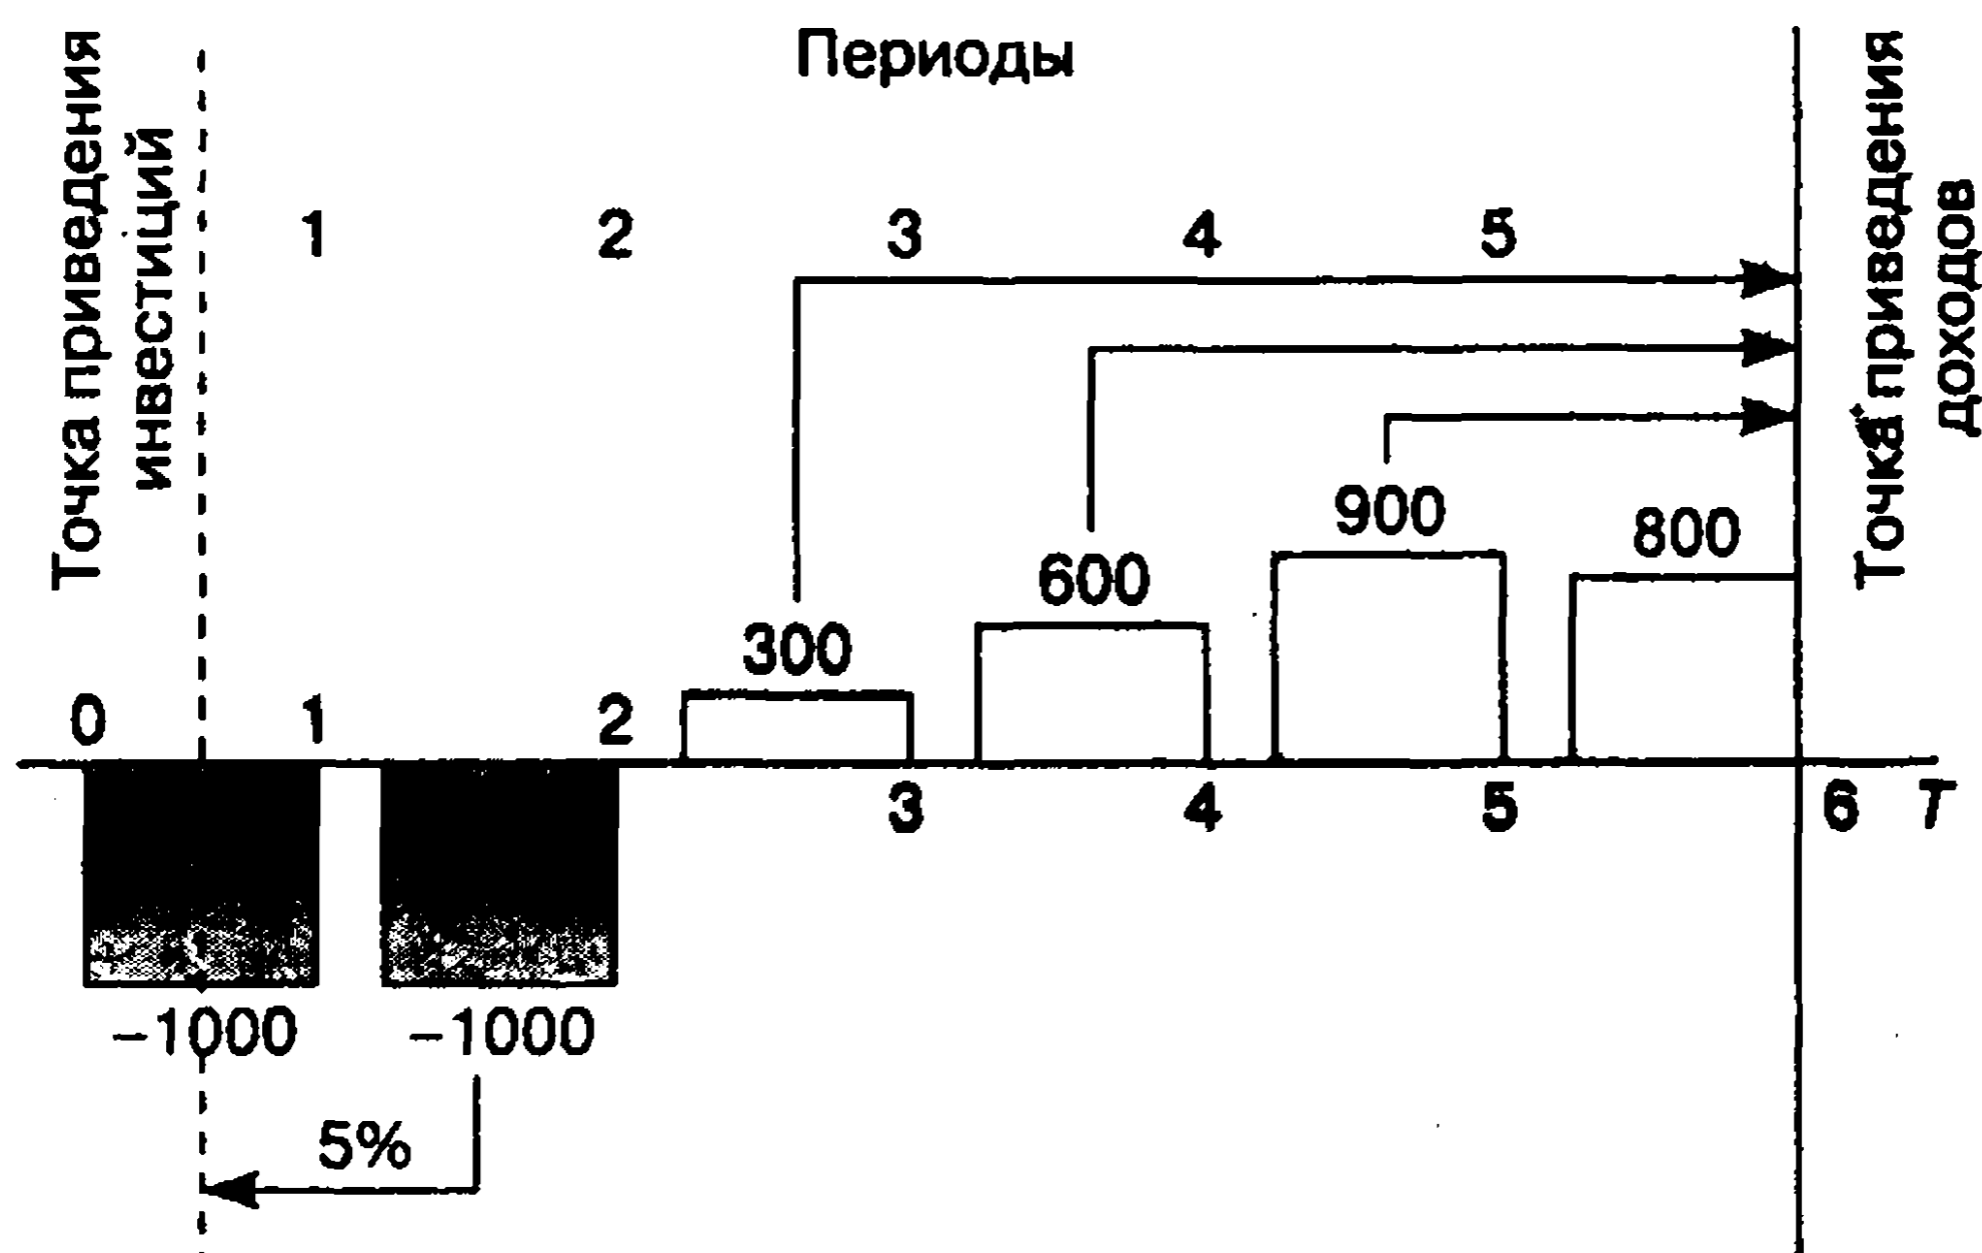 Периоды
Точка приведения
инвестиций
1 2 3 4 5
Точка приведения
доходов
900
800
600
300
0 1 2
3 4 5 6 T
–1000 –1000
5%